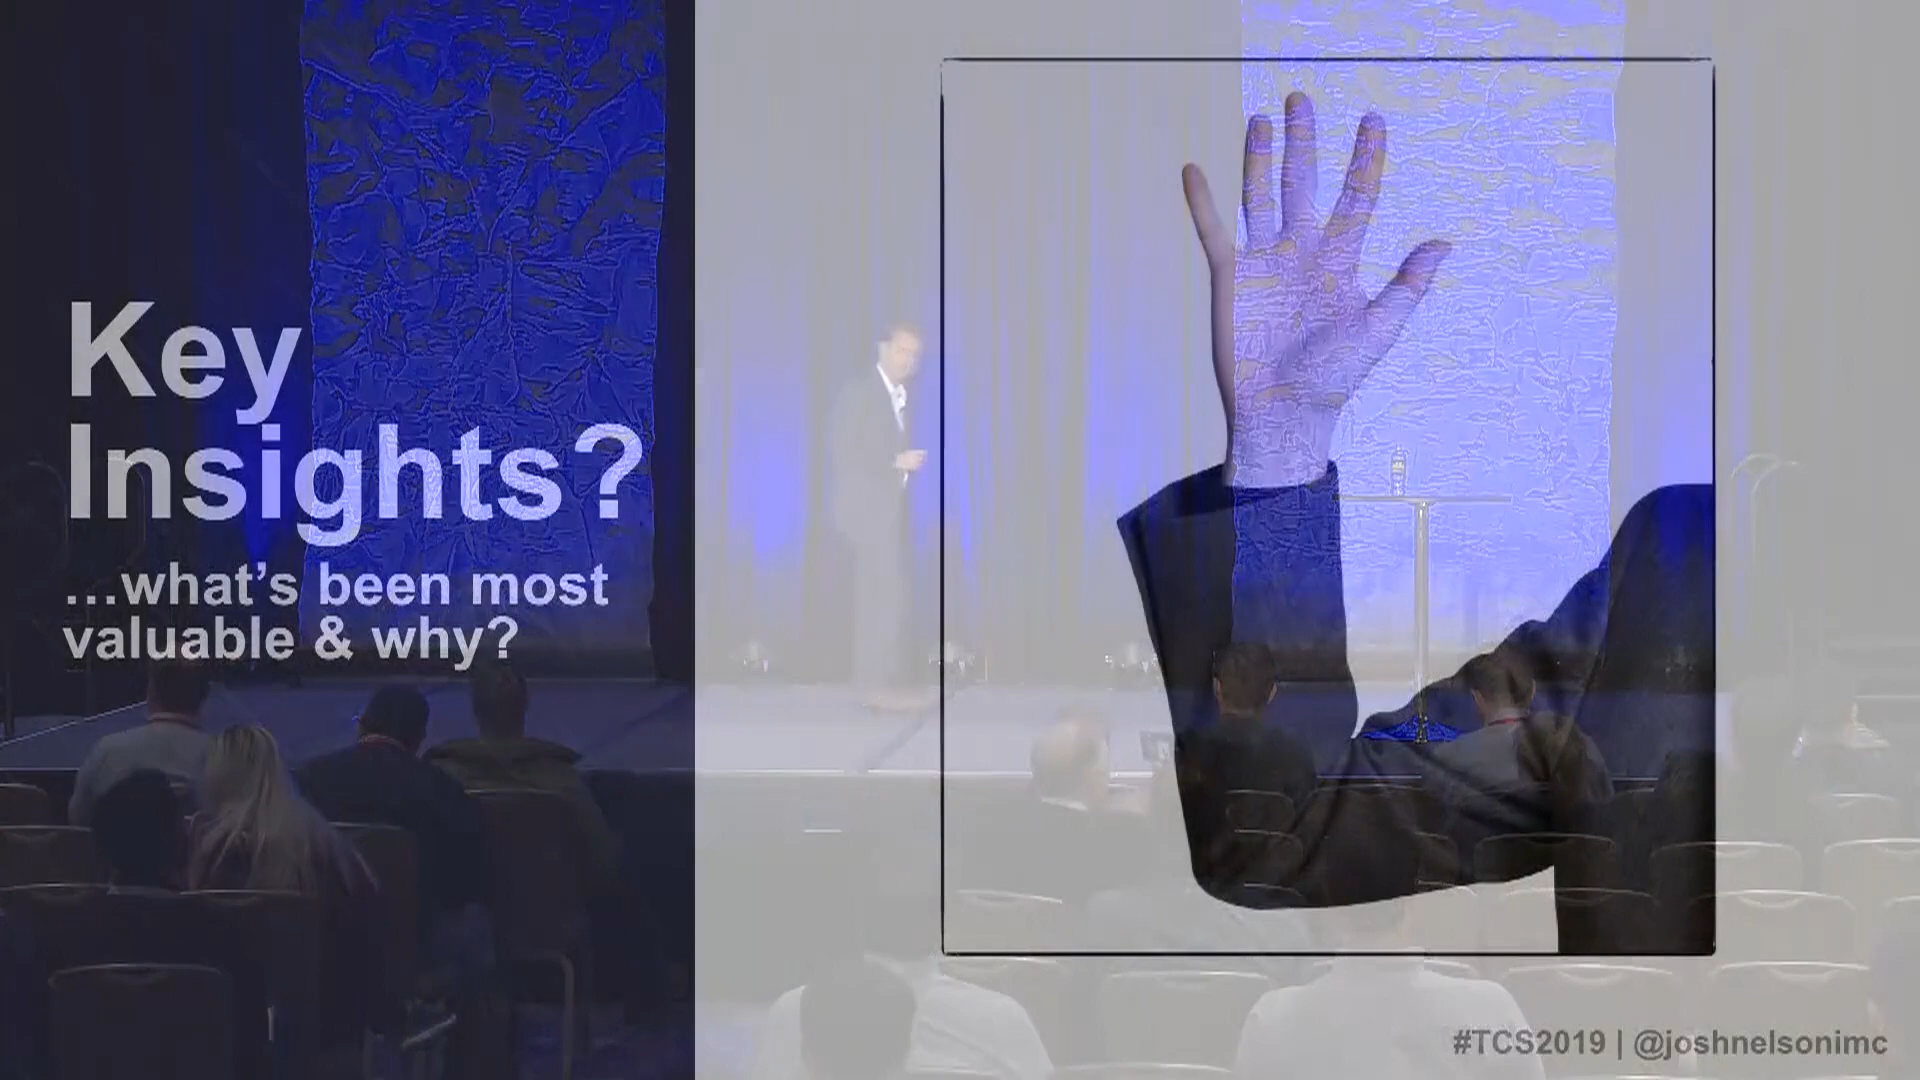 Key
Insights?
…what’s been most
valuable & why?
#TCS2019 | @joshnelsonimc